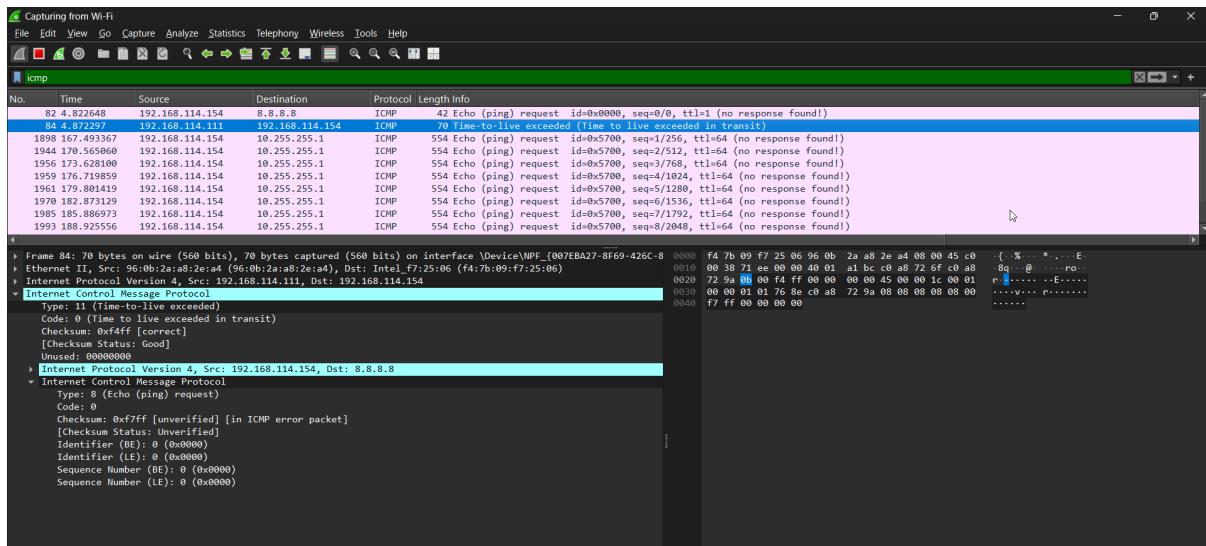 Capturing from Wi-Fi
File Edit View Go Capture Analyze Statistics Telephony Wireless Tools Help
icmp
No. Time Source Destination Protocol Length Info
82 4.822648 192.168.114.154 8.8.8.8 ICMP 42 Echo (ping) request id=0x0000, seq=0/0, ttl=1 (no response found!)
84 4.872297 192.168.114.111 192.168.114.154 ICMP 70 Time-to-live exceeded (Time to live exceeded in transit)
1898 167.493367 192.168.114.154 10.255.255.1 ICMP 554 Echo (ping) request id=0x5700, seq=1/256, ttl=64 (no response found!)
1944 170.565060 192.168.114.154 10.255.255.1 ICMP 554 Echo (ping) request id=0x5700, seq=2/512, ttl=64 (no response found!)
1956 173.628100 192.168.114.154 10.255.255.1 ICMP 554 Echo (ping) request id=0x5700, seq=3/768, ttl=64 (no response found!)
1959 176.719859 192.168.114.154 10.255.255.1 ICMP 554 Echo (ping) request id=0x5700, seq=4/1024, ttl=64 (no response found!)
1961 179.801419 192.168.114.154 10.255.255.1 ICMP 554 Echo (ping) request id=0x5700, seq=5/1280, ttl=64 (no response found!)
1970 182.873129 192.168.114.154 10.255.255.1 ICMP 554 Echo (ping) request id=0x5700, seq=6/1536, ttl=64 (no response found!)
1985 185.886973 192.168.114.154 10.255.255.1 ICMP 554 Echo (ping) request id=0x5700, seq=7/1792, ttl=64 (no response found!)
1993 188.925556 192.168.114.154 10.255.255.1 ICMP 554 Echo (ping) request id=0x5700, seq=8/2048, ttl=64 (no response found!)
Frame 84: 70 bytes on wire (560 bits), 70 bytes captured (560 bits) on interface \Device\NPF_{007EBA27-8F69-426C-8
Ethernet II, Src: 96:0b:2a:a8:2e:a4 (96:0b:2a:a8:2e:a4), Dst: Intel_f7:25:06 (f4:7b:09:f7:25:06)
Internet Protocol Version 4, Src: 192.168.114.111, Dst: 192.168.114.154
Internet Control Message Protocol
Type: 11 (Time-to-live exceeded)
Code: 0 (Time to live exceeded in transit)
Checksum: 0xf4ff [correct]
[Checksum Status: Good]
Unused: 00000000
Internet Protocol Version 4, Src: 192.168.114.154, Dst: 8.8.8.8
Internet Control Message Protocol
Type: 8 (Echo (ping) request)
Code: 0
Checksum: 0xf7ff [unverified] [in ICMP error packet]
[Checksum Status: Unverified]
Identifier (BE): 0 (0x0000)
Identifier (LE): 0 (0x0000)
Sequence Number (BE): 0 (0x0000)
Sequence Number (LE): 0 (0x0000)
0000 f4 7b 09 f7 25 06 96 0b 2a a8 2e a4 08 00 45 c0 ·{··%··· *·.···E·
0010 00 38 71 ee 00 00 40 01 a1 bc c0 a8 72 6f c0 a8 ·8q···@· ····ro··
0020 72 9a 0b 00 f4 ff 00 00 00 00 45 00 00 1c 00 01 r······· ··E·····
0030 00 00 01 01 76 8e c0 a8 72 9a 08 08 08 08 08 00 ····v··· r·······
0040 f7 ff 00 00 00 00 ······